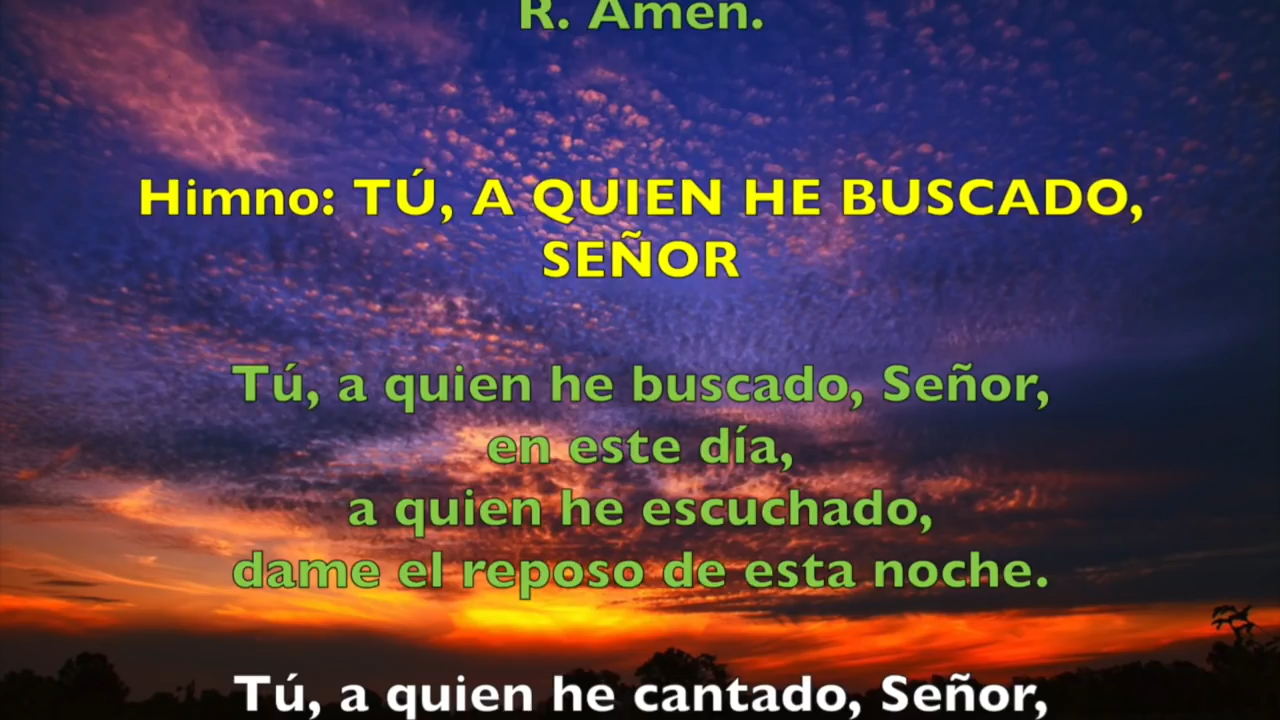 R. Amén.
Himno: TÚ, A QUIEN HE BUSCADO,
SEÑOR
Tú, a quien he buscado, Señor,
en este día,
a quien he escuchado,
dame el reposo de esta noche.
Tú, a quien he cantado, Señor,